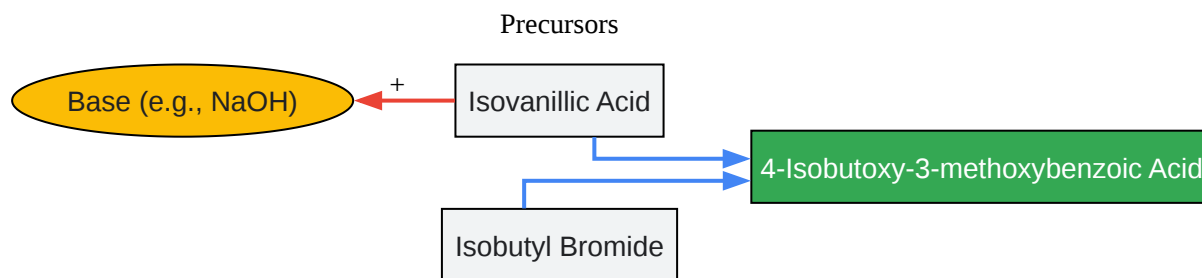 Precursors
Base (e.g., NaOH)
+
Isovanillic Acid
4-Isobutoxy-3-methoxybenzoic Acid
Isobutyl Bromide